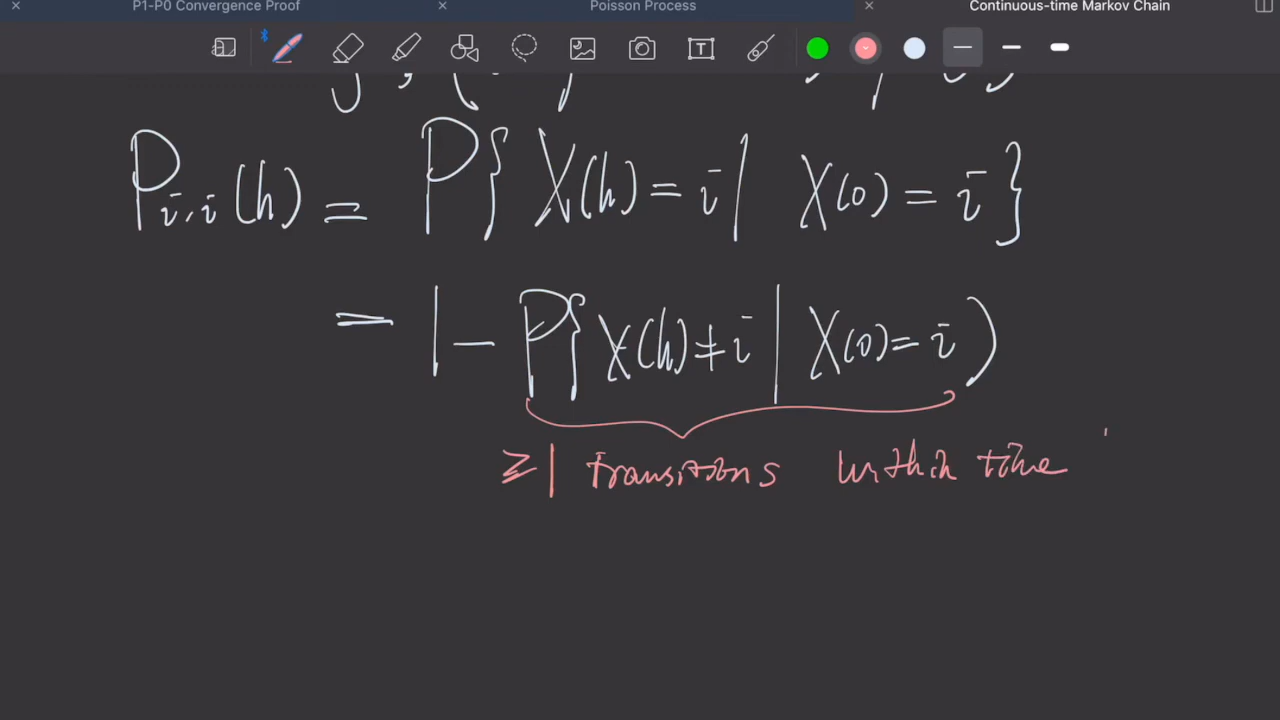 P1-P0 Convergence Proof Poisson Process Continuous-time Markov Chain
P_{i,i}(h) = P{ X(h) = i | X(0) = i }
= 1 - P{ X(h) ≠ i | X(0) = i )
≥1 transitions within time